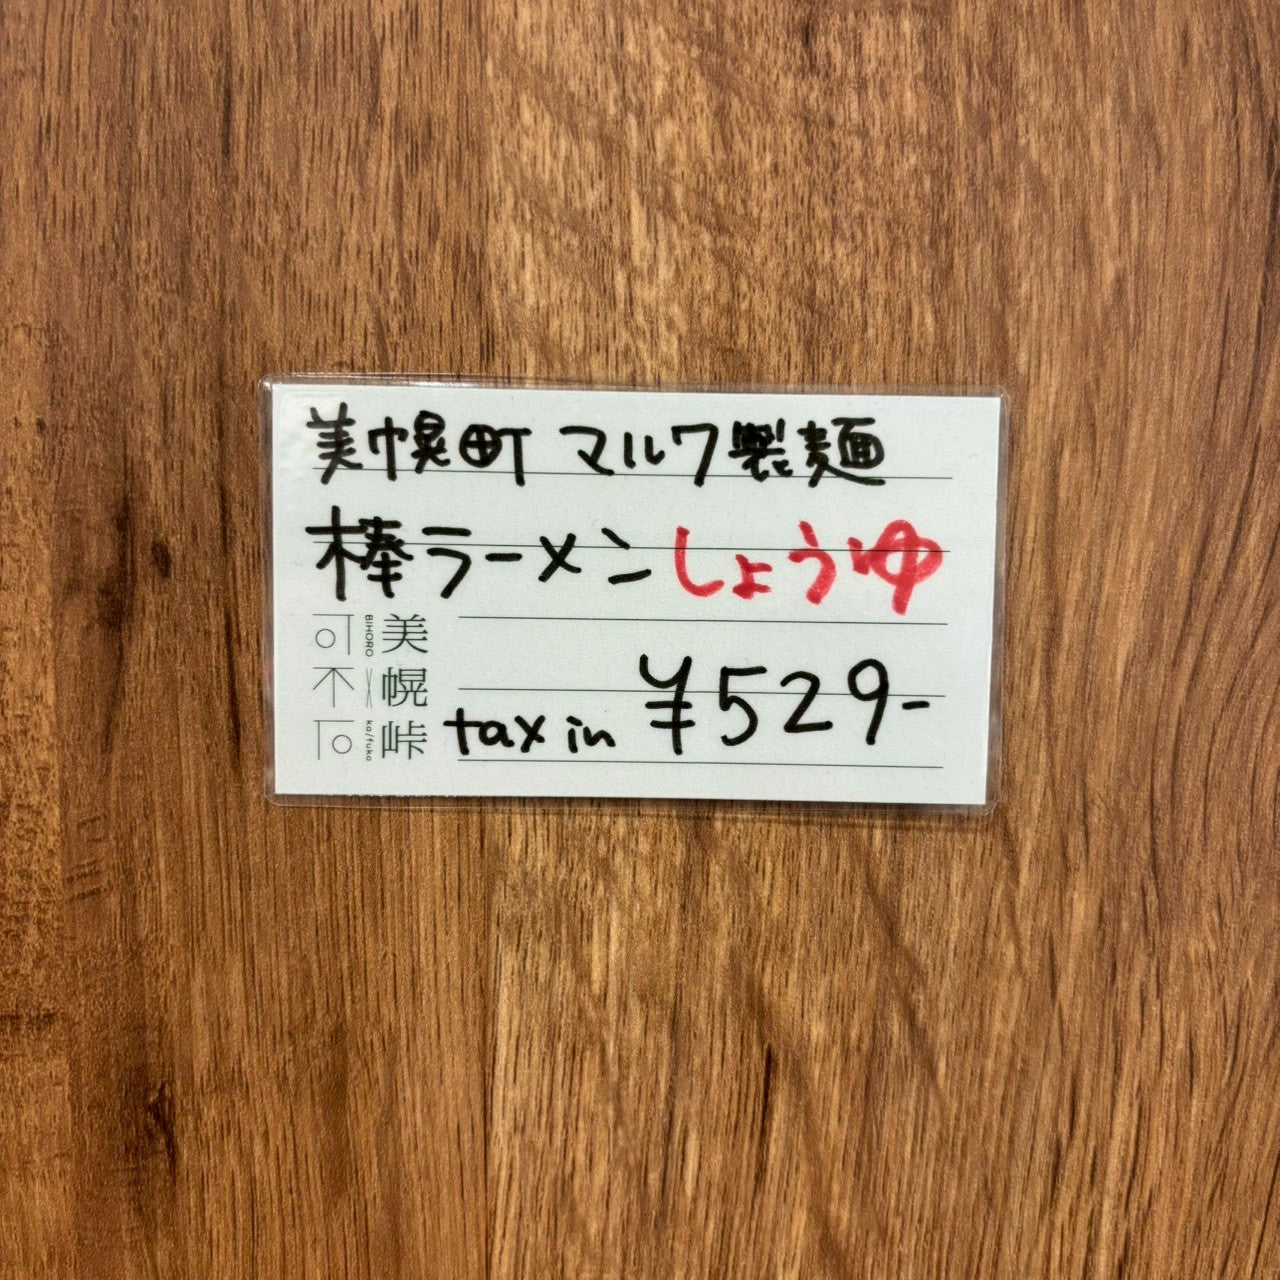 美幌町 マルワ製麺
棒ラーメンしょうゆ
tax in ¥529-
美幌峠
BIHORO
ka/fuka
可不可